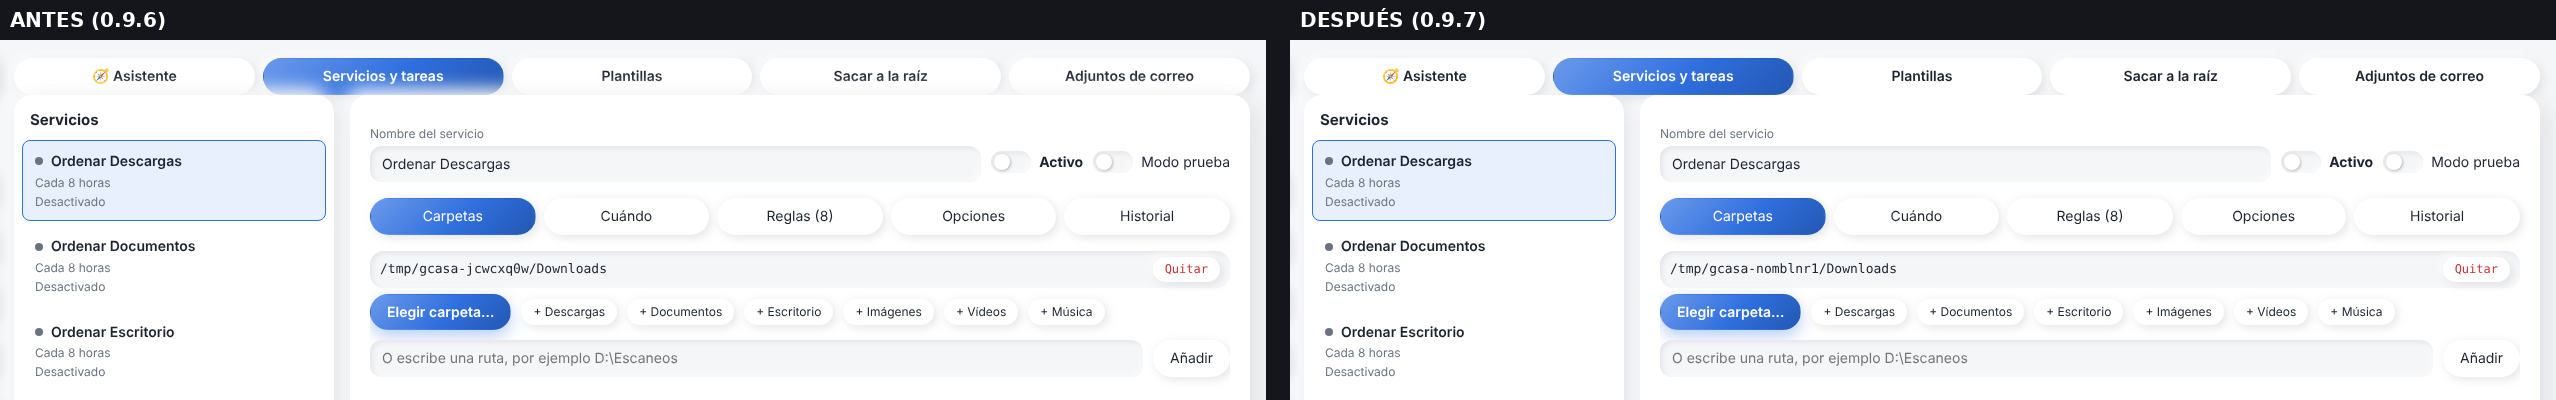 ANTES (0.9.6)
🧭 Asistente
Servicios y tareas
Plantillas
Sacar a la raíz
Adjuntos de correo
Servicios
Ordenar Descargas
Cada 8 horas
Desactivado
Ordenar Documentos
Cada 8 horas
Desactivado
Ordenar Escritorio
Cada 8 horas
Desactivado
Nombre del servicio
Ordenar Descargas
Activo
Modo prueba
Carpetas
Cuándo
Reglas (8)
Opciones
Historial
/tmp/gcasa-jcwcxq0w/Downloads
Quitar
Elegir carpeta...
+ Descargas
+ Documentos
+ Escritorio
+ Imágenes
+ Vídeos
+ Música
O escribe una ruta, por ejemplo D:\Escaneos
Añadir
DESPUÉS (0.9.7)
🧭 Asistente
Servicios y tareas
Plantillas
Sacar a la raíz
Adjuntos de correo
Servicios
Ordenar Descargas
Cada 8 horas
Desactivado
Ordenar Documentos
Cada 8 horas
Desactivado
Ordenar Escritorio
Cada 8 horas
Desactivado
Nombre del servicio
Ordenar Descargas
Activo
Modo prueba
Carpetas
Cuándo
Reglas (8)
Opciones
Historial
/tmp/gcasa-nomblnr1/Downloads
Quitar
Elegir carpeta...
+ Descargas
+ Documentos
+ Escritorio
+ Imágenes
+ Vídeos
+ Música
O escribe una ruta, por ejemplo D:\Escaneos
Añadir